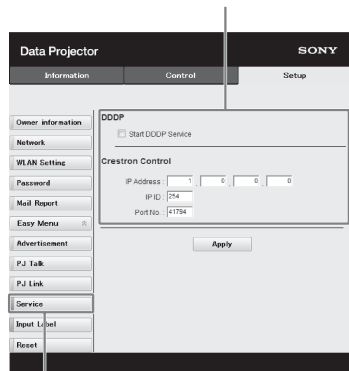 Data Projector
SONY
Information
Control
Setup
Owner information
Network
WLAN Setting
Password
Mail Report
Easy Menu
Advertisement
PJ Talk
PJ Link
Service
Input Label
Reset
DDDP
Start DDDP Service
Crestron Control
IP Address : 1 . 0 . 0 . 0
IP ID : 254
Port No. : 41794
Apply